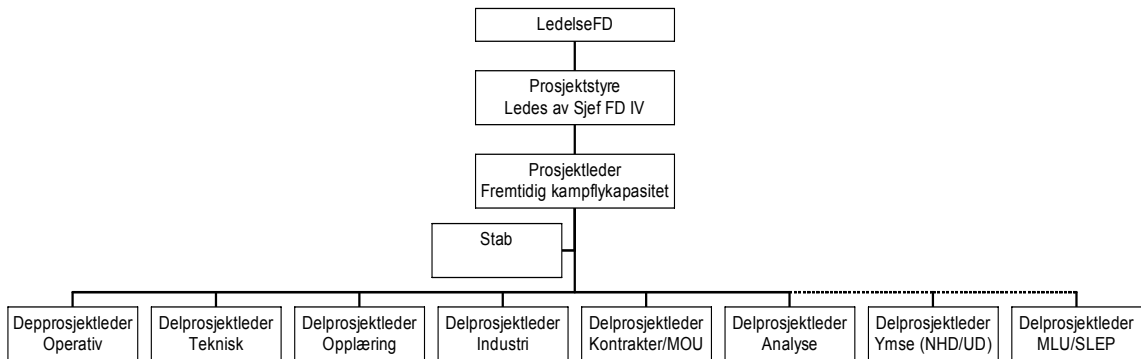 LedelseFD
Prosjektstyre
Ledes av Sjef FD IV
Prosjektleder
Fremtidig kampflykapasitet
Stab
Depprosjektleder
Operativ
Delprosjektleder
Teknisk
Delprosjektleder
Opplæring
Delprosjektleder
Industri
Delprosjektleder
Kontrakter/MOU
Delprosjektleder
Analyse
Delprosjektleder
Ymse (NHD/UD)
Delprosjektleder
MLU/SLEP